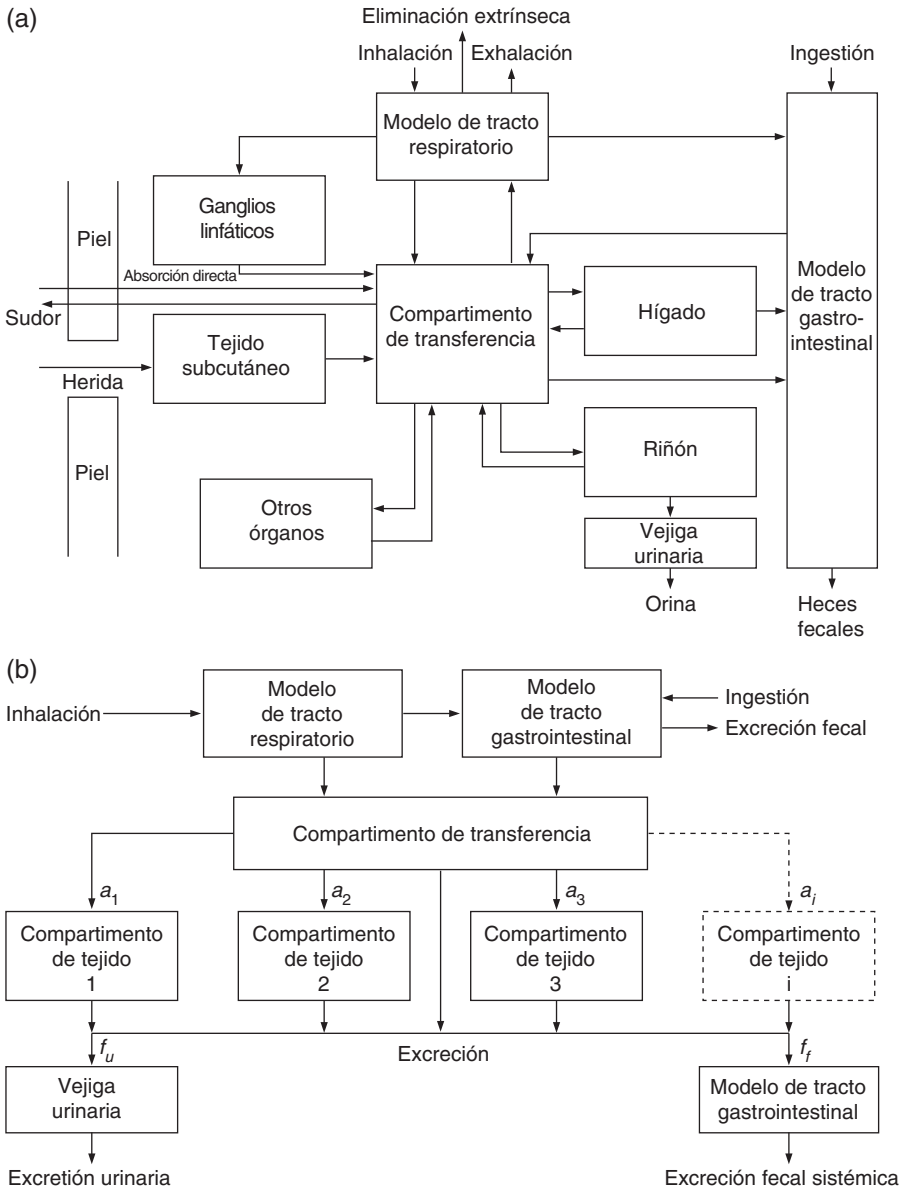 (a)
Eliminación extrínseca
Inhalación
Exhalación
Ingestión
Modelo de tracto
respiratorio
Ganglios
linfáticos
Piel
Absorción directa
Sudor
Compartimento
de transferencia
Hígado
Modelo
de tracto
gastro-
intestinal
Tejido
subcutáneo
Herida
Piel
Riñón
Otros
órganos
Vejiga
urinaria
Orina
Heces
fecales
(b)
Inhalación
Modelo
de tracto
respiratorio
Modelo
de tracto
gastrointestinal
Ingestión
Excreción fecal
Compartimento de transferencia
a1
a2
a3
ai
Compartimento
de tejido
1
Compartimento
de tejido
2
Compartimento
de tejido
3
Compartimento
de tejido
i
fu
Excreción
ff
Vejiga
urinaria
Modelo de tracto
gastrointestinal
Excretión urinaria
Excreción fecal sistémica